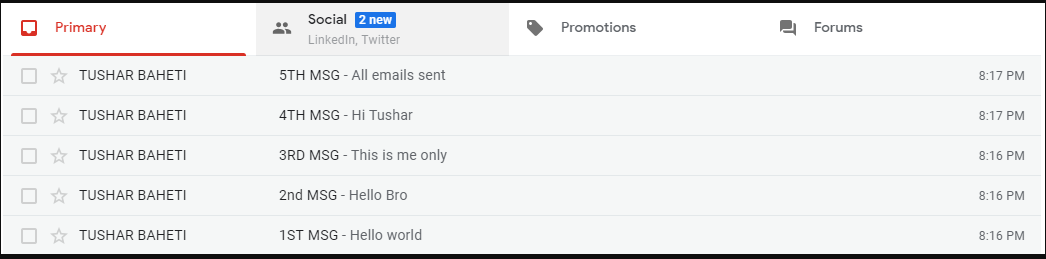 Primary
Social 2 new
LinkedIn, Twitter
Promotions
Forums
TUSHAR BAHETI 5TH MSG - All emails sent 8:17 PM
TUSHAR BAHETI 4TH MSG - Hi Tushar 8:17 PM
TUSHAR BAHETI 3RD MSG - This is me only 8:16 PM
TUSHAR BAHETI 2nd MSG - Hello Bro 8:16 PM
TUSHAR BAHETI 1ST MSG - Hello world 8:16 PM